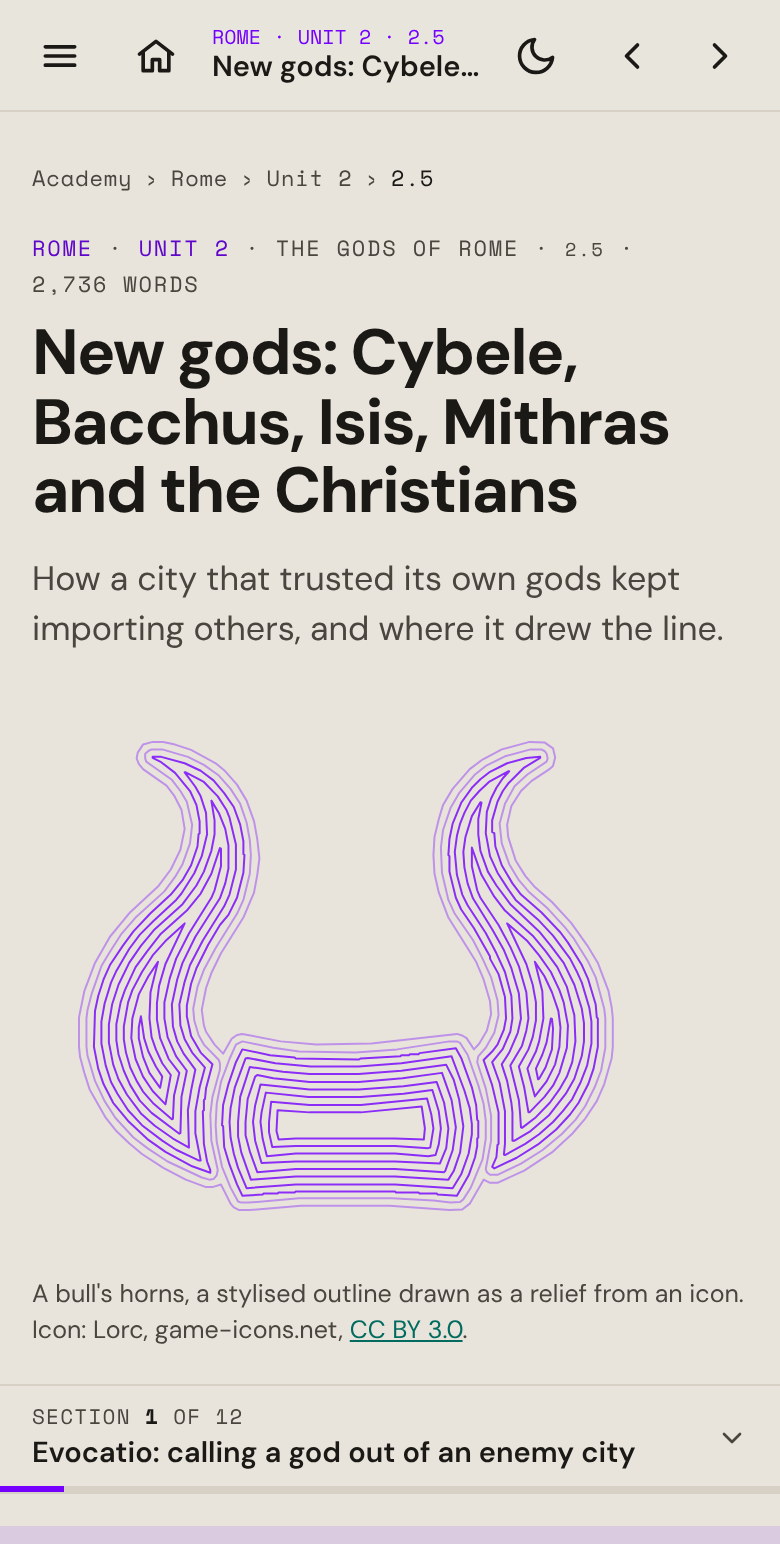 ROME · UNIT 2 · 2.5
New gods: Cybele…
Academy › Rome › Unit 2 › 2.5
ROME · UNIT 2 · THE GODS OF ROME · 2.5 ·
2,736 WORDS
New gods: Cybele,
Bacchus, Isis, Mithras
and the Christians
How a city that trusted its own gods kept
importing others, and where it drew the line.
A bull's horns, a stylised outline drawn as a relief from an icon.
Icon: Lorc, game-icons.net, CC BY 3.0.
SECTION 1 OF 12
Evocatio: calling a god out of an enemy city